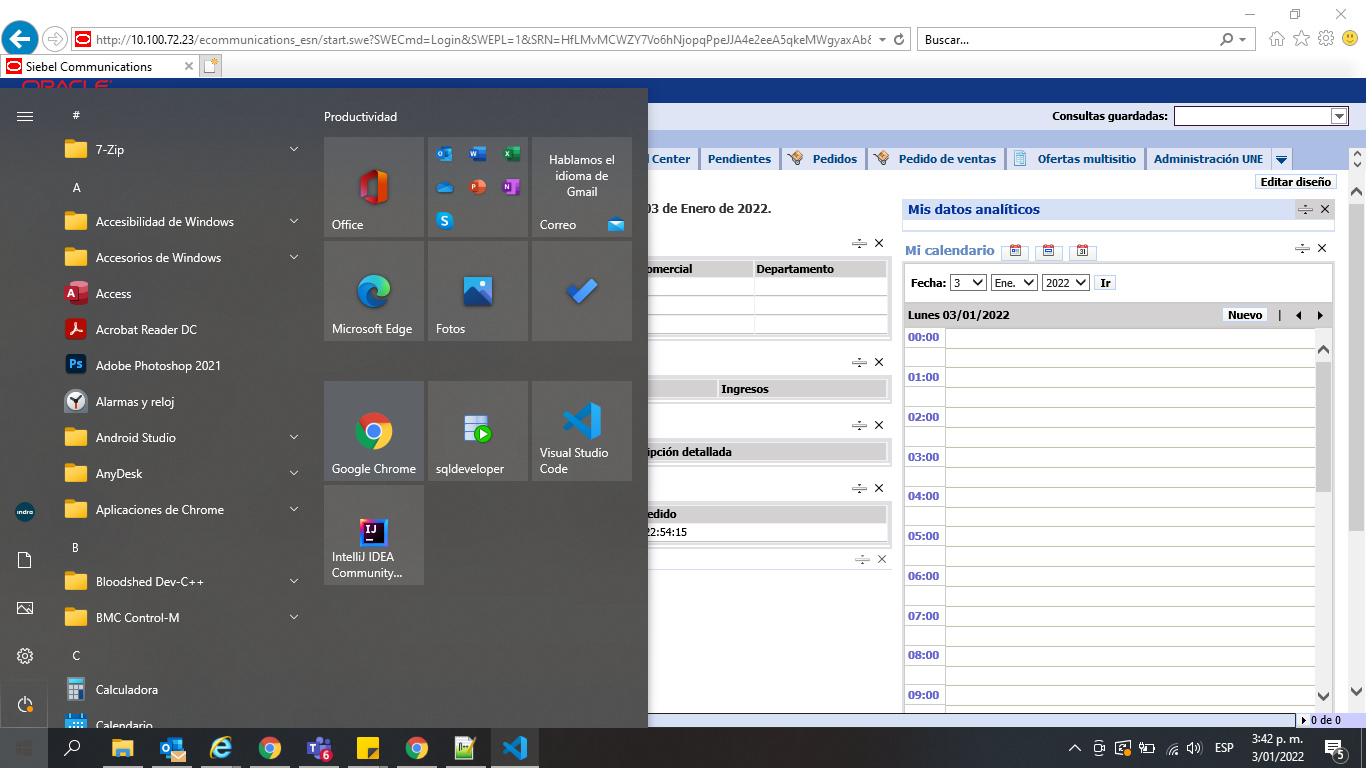 http://10.100.72.23/ecommunications_esn/start.swe?SWECmd=Login&SWEPL=1&SRN=
Buscar...
Siebel Communications
ORACLE
Consultas guardadas:
Center
Pendientes
Pedidos
Pedido de ventas
Ofertas multisitio
Administración UNE
Editar diseño
03 de Enero de 2022.
omercial
Departamento
Ingresos
ipción detallada
edido
22:54:15
Mis datos analíticos
Mi calendario
31
Fecha: 3 Ene. 2022 Ir
Lunes 03/01/2022 Nuevo |
00:00
01:00
02:00
03:00
04:00
05:00
06:00
07:00
08:00
09:00
0 de 0
#
7-Zip
A
Accesibilidad de Windows
Accesorios de Windows
Access
Acrobat Reader DC
Adobe Photoshop 2021
Alarmas y reloj
Android Studio
AnyDesk
Aplicaciones de Chrome
B
Bloodshed Dev-C++
BMC Control-M
C
Calculadora
Calendario
indra
Productividad
Office
Hablamos el
idioma de
Gmail
Correo
Microsoft Edge
Fotos
Google Chrome
sqldeveloper
Visual Studio
Code
IJ
IntelliJ IDEA
Community...
6
ESP
3:42 p. m.
3/01/2022
5